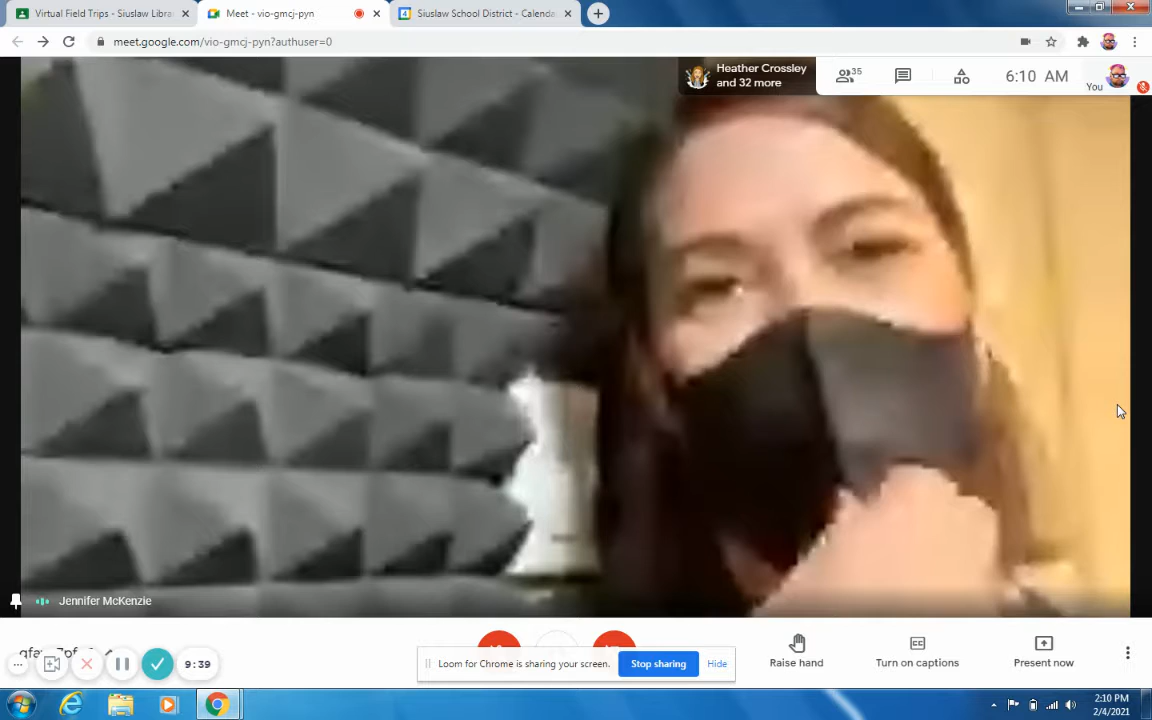 Virtual Field Trips - Siuslaw Libra
Meet - vio-gmcj-pyn
Siuslaw School District - Calenda
meet.google.com/vio-gmcj-pyn?authuser=0
Heather Crossley
and 32 more
35
6:10 AM
You
Jennifer McKenzie
9:39
Loom for Chrome is sharing your screen.
Stop sharing
Hide
Raise hand
Turn on captions
Present now
2:10 PM
2/4/2021